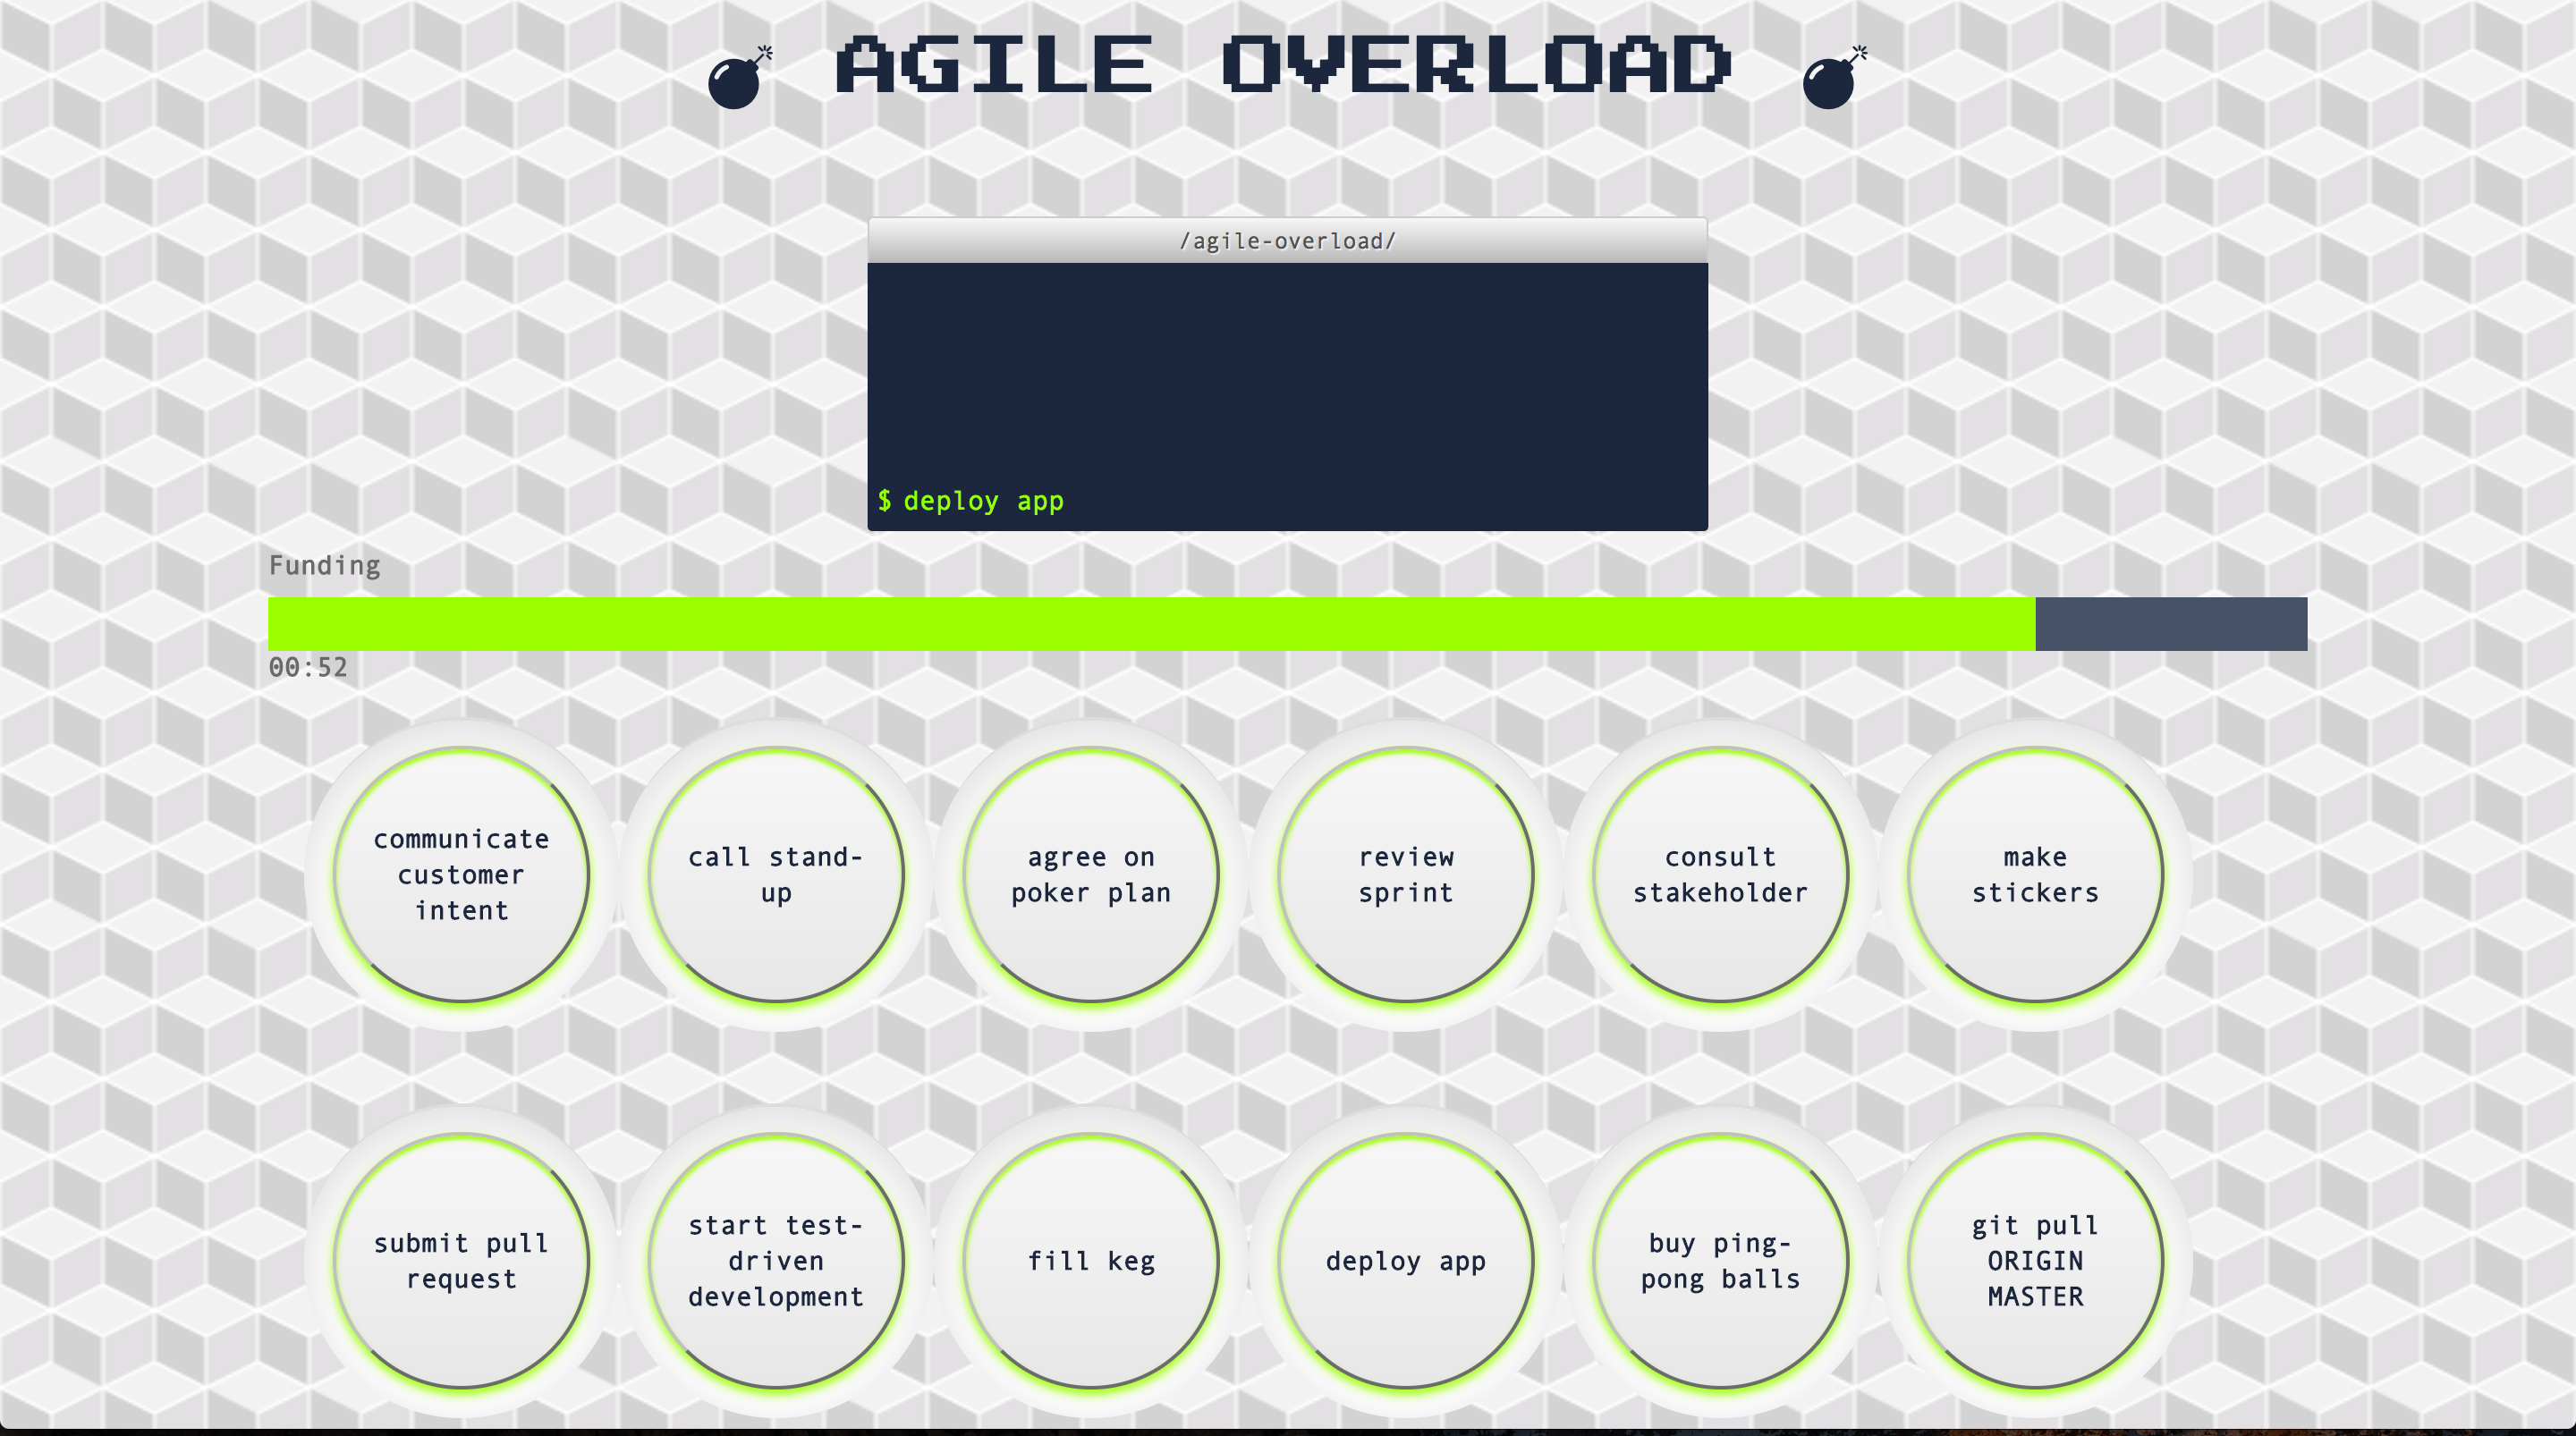 AGILE OVERLOAD
/agile-overload/
$ deploy app
Funding
00:52
communicate
customer
intent
call stand-
up
agree on
poker plan
review
sprint
consult
stakeholder
make
stickers
submit pull
request
start test-
driven
development
fill keg
deploy app
buy ping-
pong balls
git pull
ORIGIN
MASTER